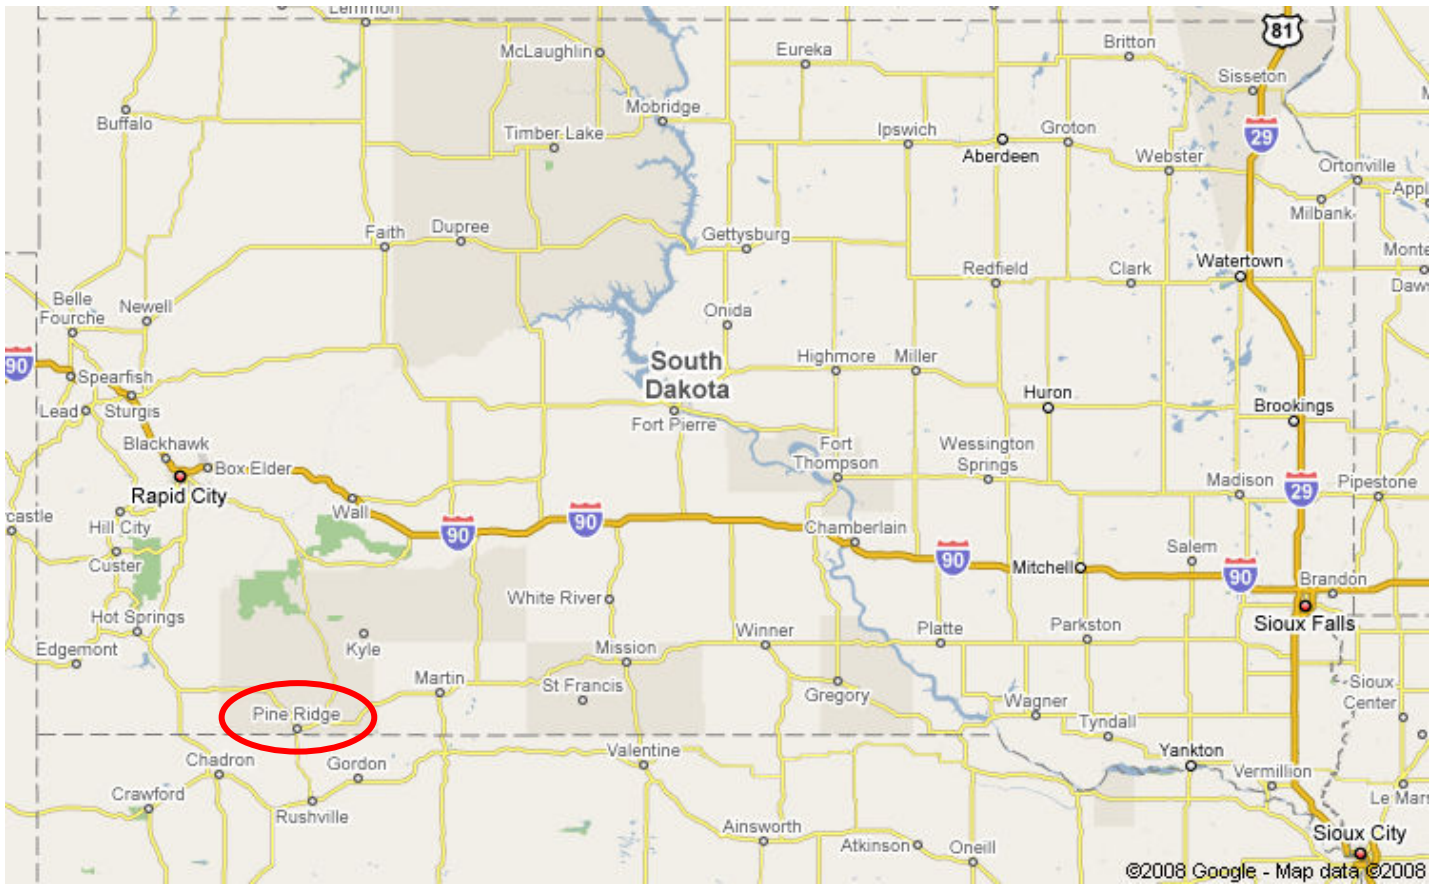 Lemmon
McLaughlin
Eureka
Britton
81
Sisseton
Buffalo
Mobridge
Timber Lake
Ipswich
Groton
29
Aberdeen
Webster
Ortonville
Milbank
Faith
Dupree
Gettysburg
Watertown
Redfield
Clark
Belle
Fourche
Newell
Onida
90
South
Dakota
Highmore
Miller
Spearfish
Sturgis
Lead
Huron
Brookings
Fort Pierre
Blackhawk
Box Elder
Rapid City
Fort
Thompson
Wessington
Springs
Madison
29
Pipestone
Wall
Hill City
90
90
Chamberlain
90
Mitchell
Salem
90
Brandon
Custer
White River
Sioux Falls
Hot Springs
Kyle
Edgemont
Mission
Winner
Platte
Parkston
Martin
St Francis
Gregory
Wagner
Sioux
Center
Pine Ridge
Tyndall
Chadron
Gordon
Valentine
Yankton
Vermillion
Crawford
Rushville
Ainsworth
Atkinson
Oneill
Sioux City
©2008 Google - Map data ©2008